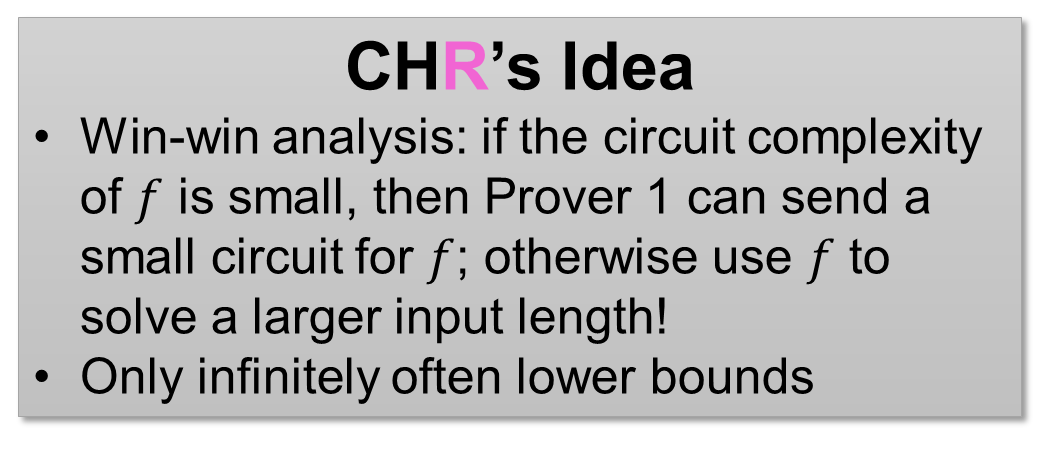 CHR's Idea
• Win-win analysis: if the circuit complexity
of 𝑓 is small, then Prover 1 can send a
small circuit for 𝑓; otherwise use 𝑓 to
solve a larger input length!
• Only infinitely often lower bounds